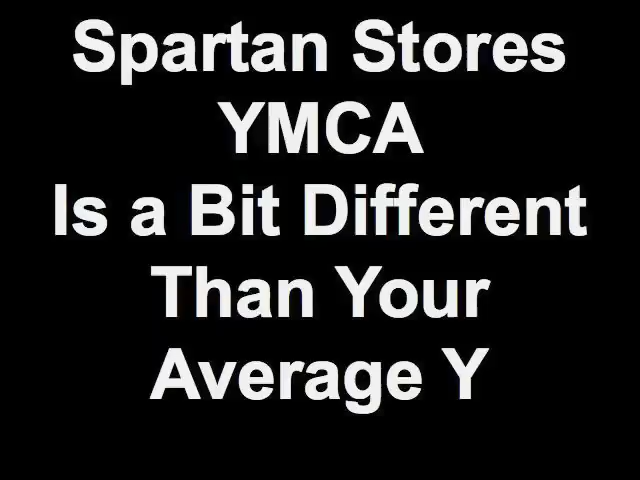 Spartan Stores
YMCA
Is a Bit Different
Than Your
Average Y